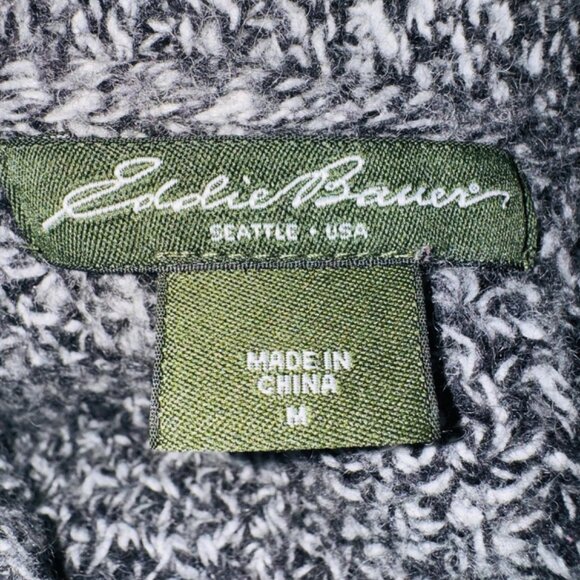 Eddie Bauer®
SEATTLE • USA
MADE IN
CHINA
M